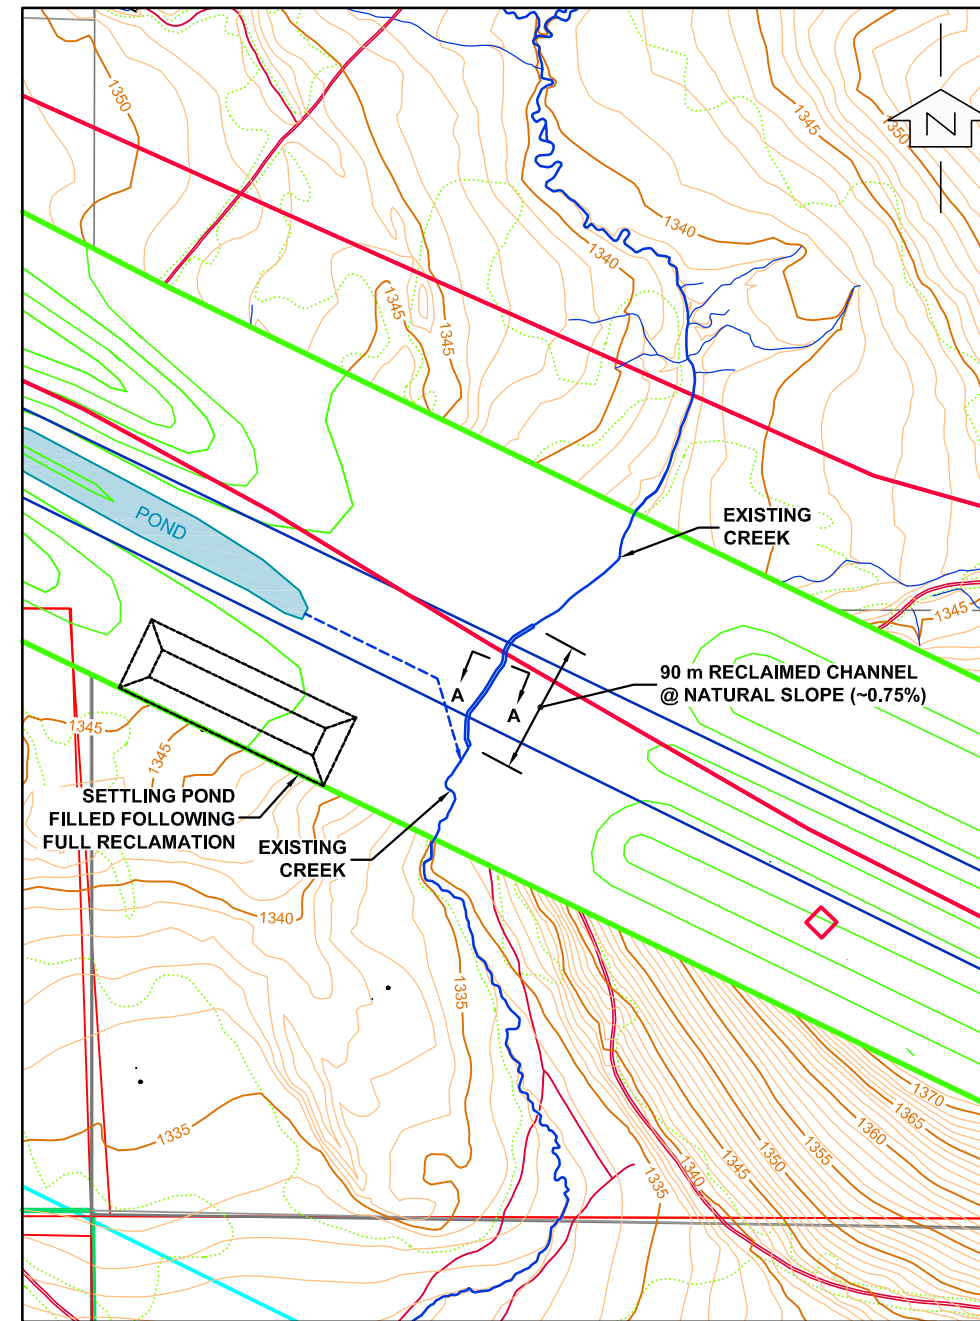 1350
1345
1350
N
1340
1340
1345
1345
POND
EXISTING
CREEK
1345
90 m RECLAIMED CHANNEL
@ NATURAL SLOPE (~0.75%)
A
A
1345
1345
SETTLING POND
FILLED FOLLOWING
FULL RECLAMATION
EXISTING
CREEK
1340
1335
1335
1370
1365
1360
1355
1350
1345
1340
1335